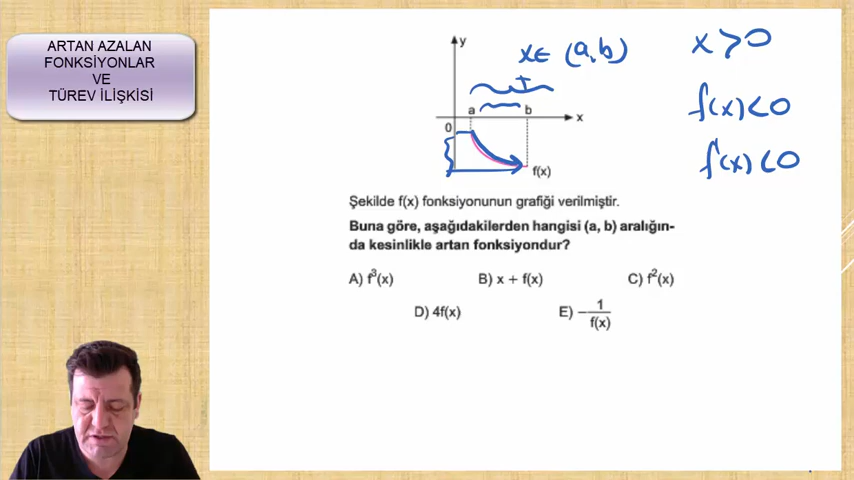 ARTAN AZALAN
FONKSİYONLAR
VE
TÜREV İLİŞKİSİ
y
x∈ (a,b)
x>0
+
a
b
x
0
f(x)<0
f'(x)<0
f(x)
Şekilde f(x) fonksiyonunun grafiği verilmiştir.
Buna göre, aşağıdakilerden hangisi (a, b) aralığın-
da kesinlikle artan fonksiyondur?
A) f³(x)
B) x + f(x)
C) f²(x)
D) 4f(x)
E) -1/f(x)